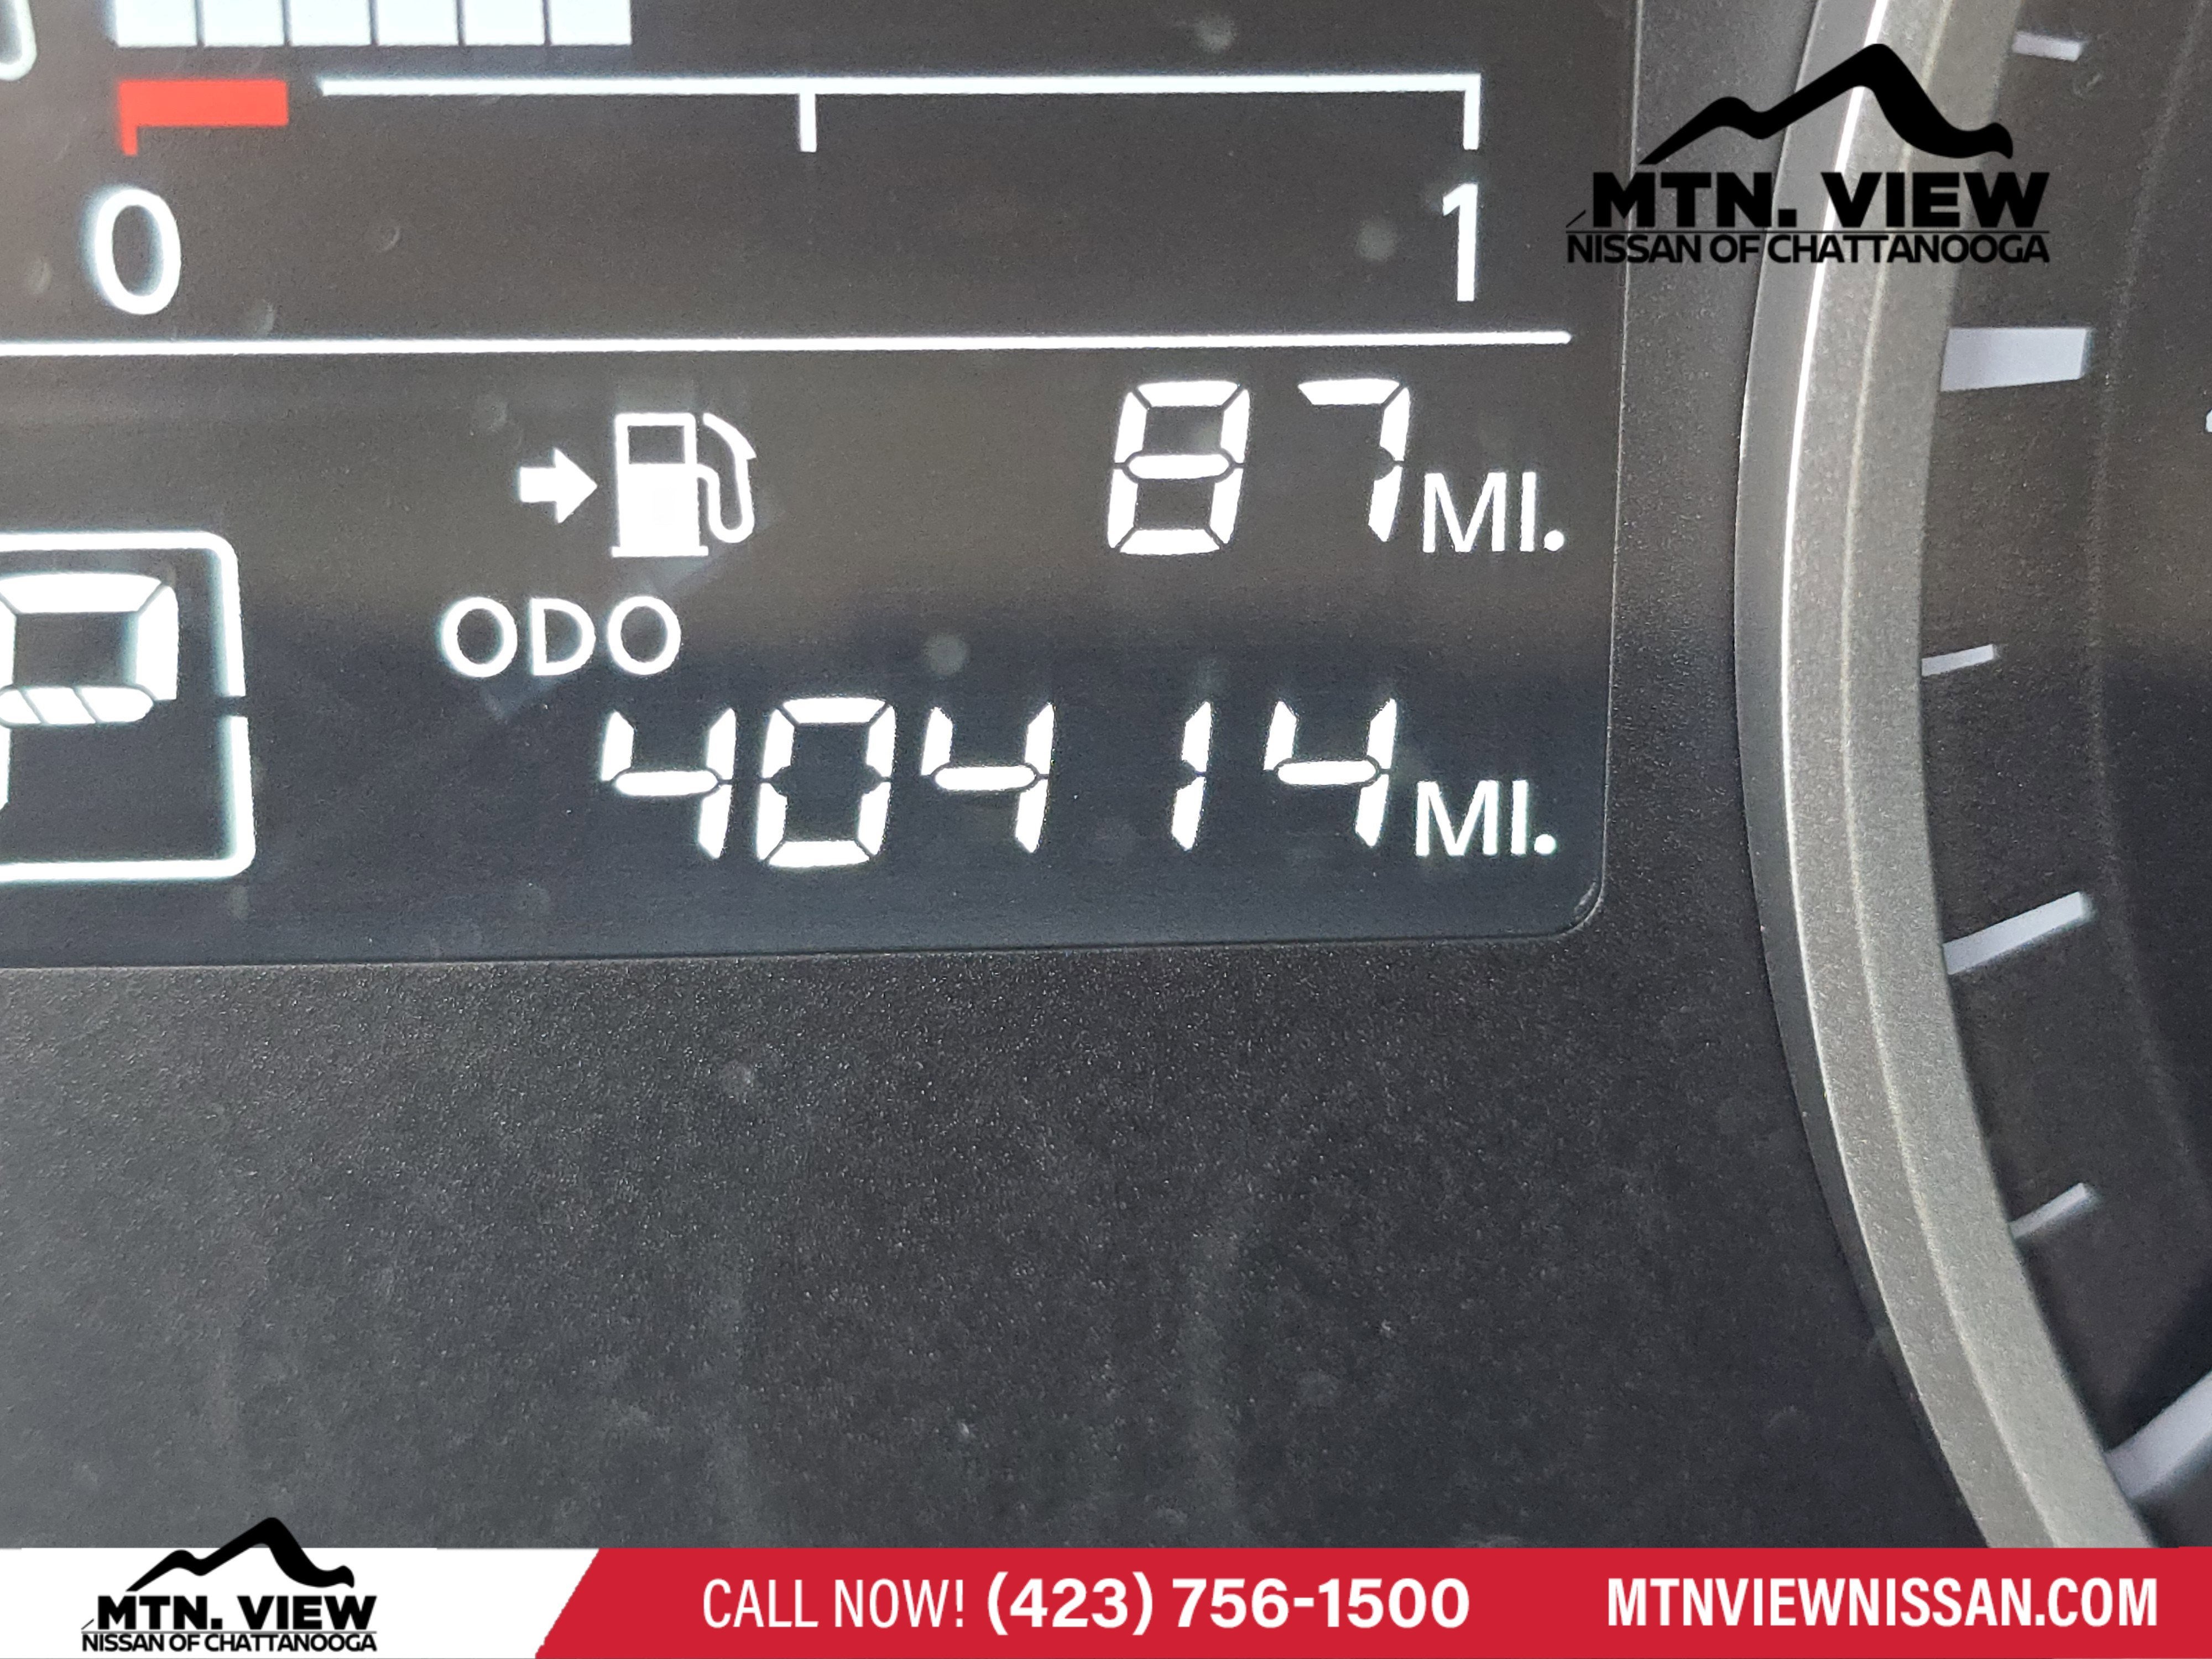 MTN. VIEW
NISSAN OF CHATTANOOGA
0 1
87 MI.
P
ODO
40414 MI.
MTN. VIEW
NISSAN OF CHATTANOOGA
CALL NOW! (423) 756-1500
MTNVIEWNISSAN.COM